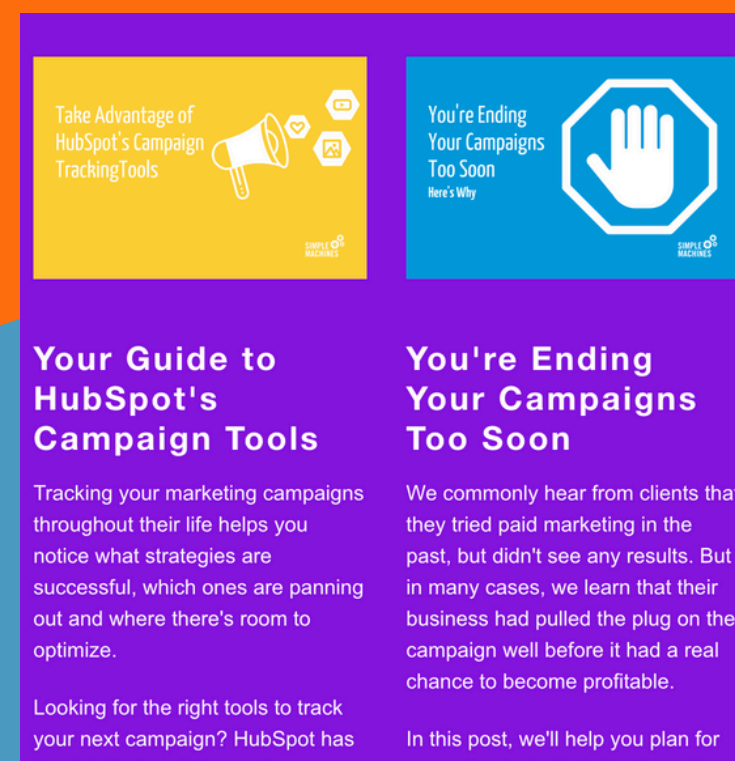 Take Advantage of
HubSpot's Campaign
TrackingTools
SIMPLE
MACHINES
Your Guide to
HubSpot's
Campaign Tools
Tracking your marketing campaigns
throughout their life helps you
notice what strategies are
successful, which ones are panning
out and where there's room to
optimize.
Looking for the right tools to track
your next campaign? HubSpot has
You're Ending
Your Campaigns
Too Soon
Here's Why
SIMPLE
MACHINES
You're Ending
Your Campaigns
Too Soon
We commonly hear from clients that
they tried paid marketing in the
past, but didn't see any results. But
in many cases, we learn that their
business had pulled the plug on the
campaign well before it had a real
chance to become profitable.
In this post, we'll help you plan for